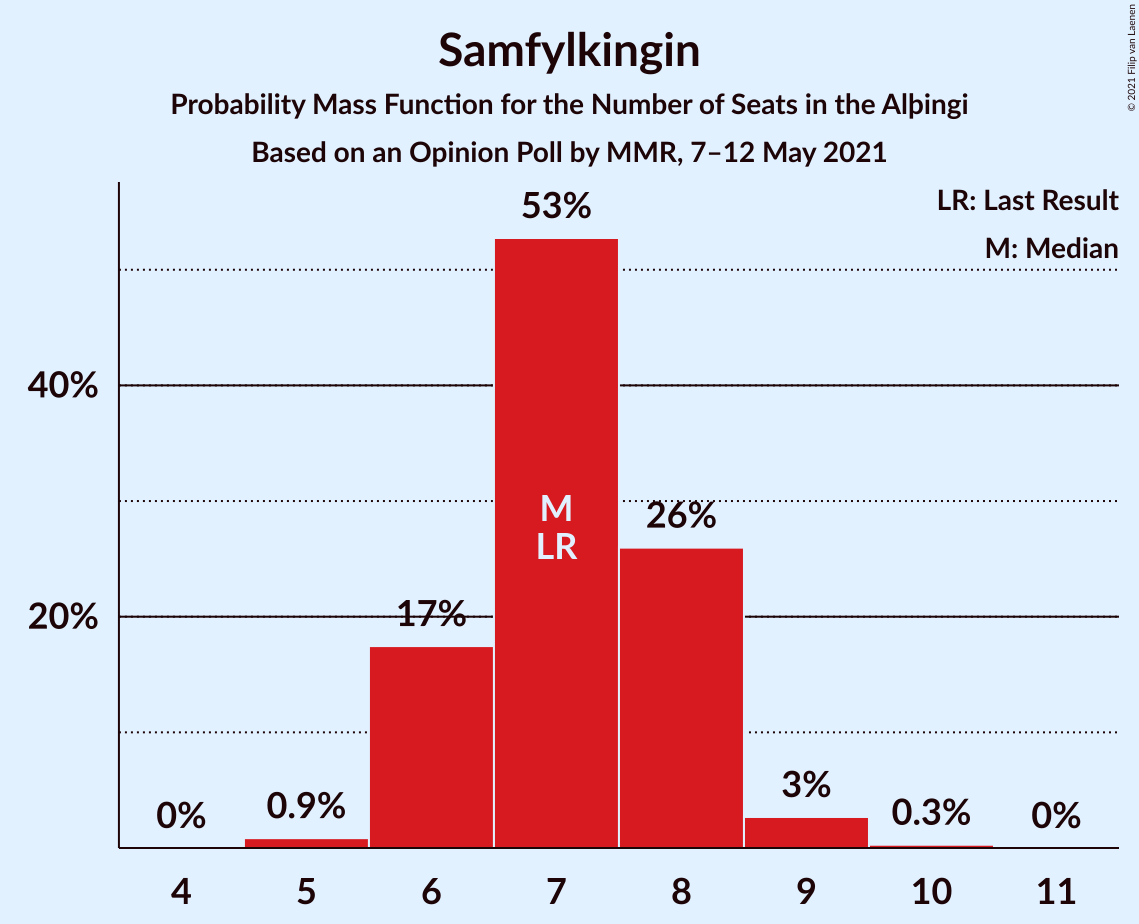 Samfylkingin
Probability Mass Function for the Number of Seats in the Alþingi
Based on an Opinion Poll by MMR, 7–12 May 2021
© 2021 Filip van Laenen
LR: Last Result
M: Median
53%
40%
M
LR
26%
20%
17%
0%
0.9%
3%
0.3%
0%
4
5
6
7
8
9
10
11